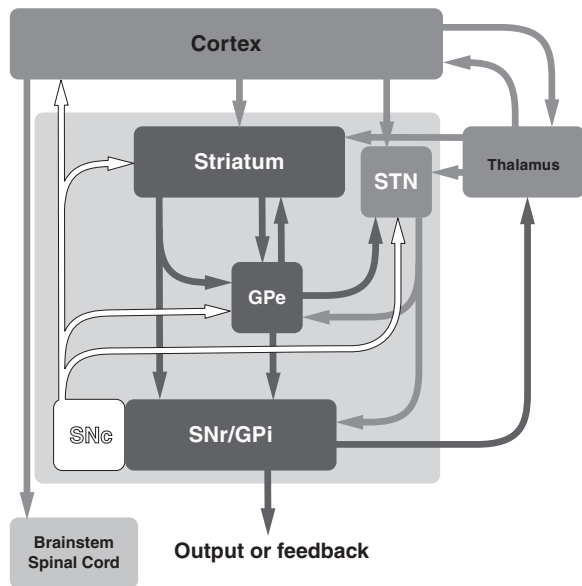 Cortex
Striatum
STN
Thalamus
GPe
SNc
SNr/GPi
Brainstem
Spinal Cord
Output or feedback